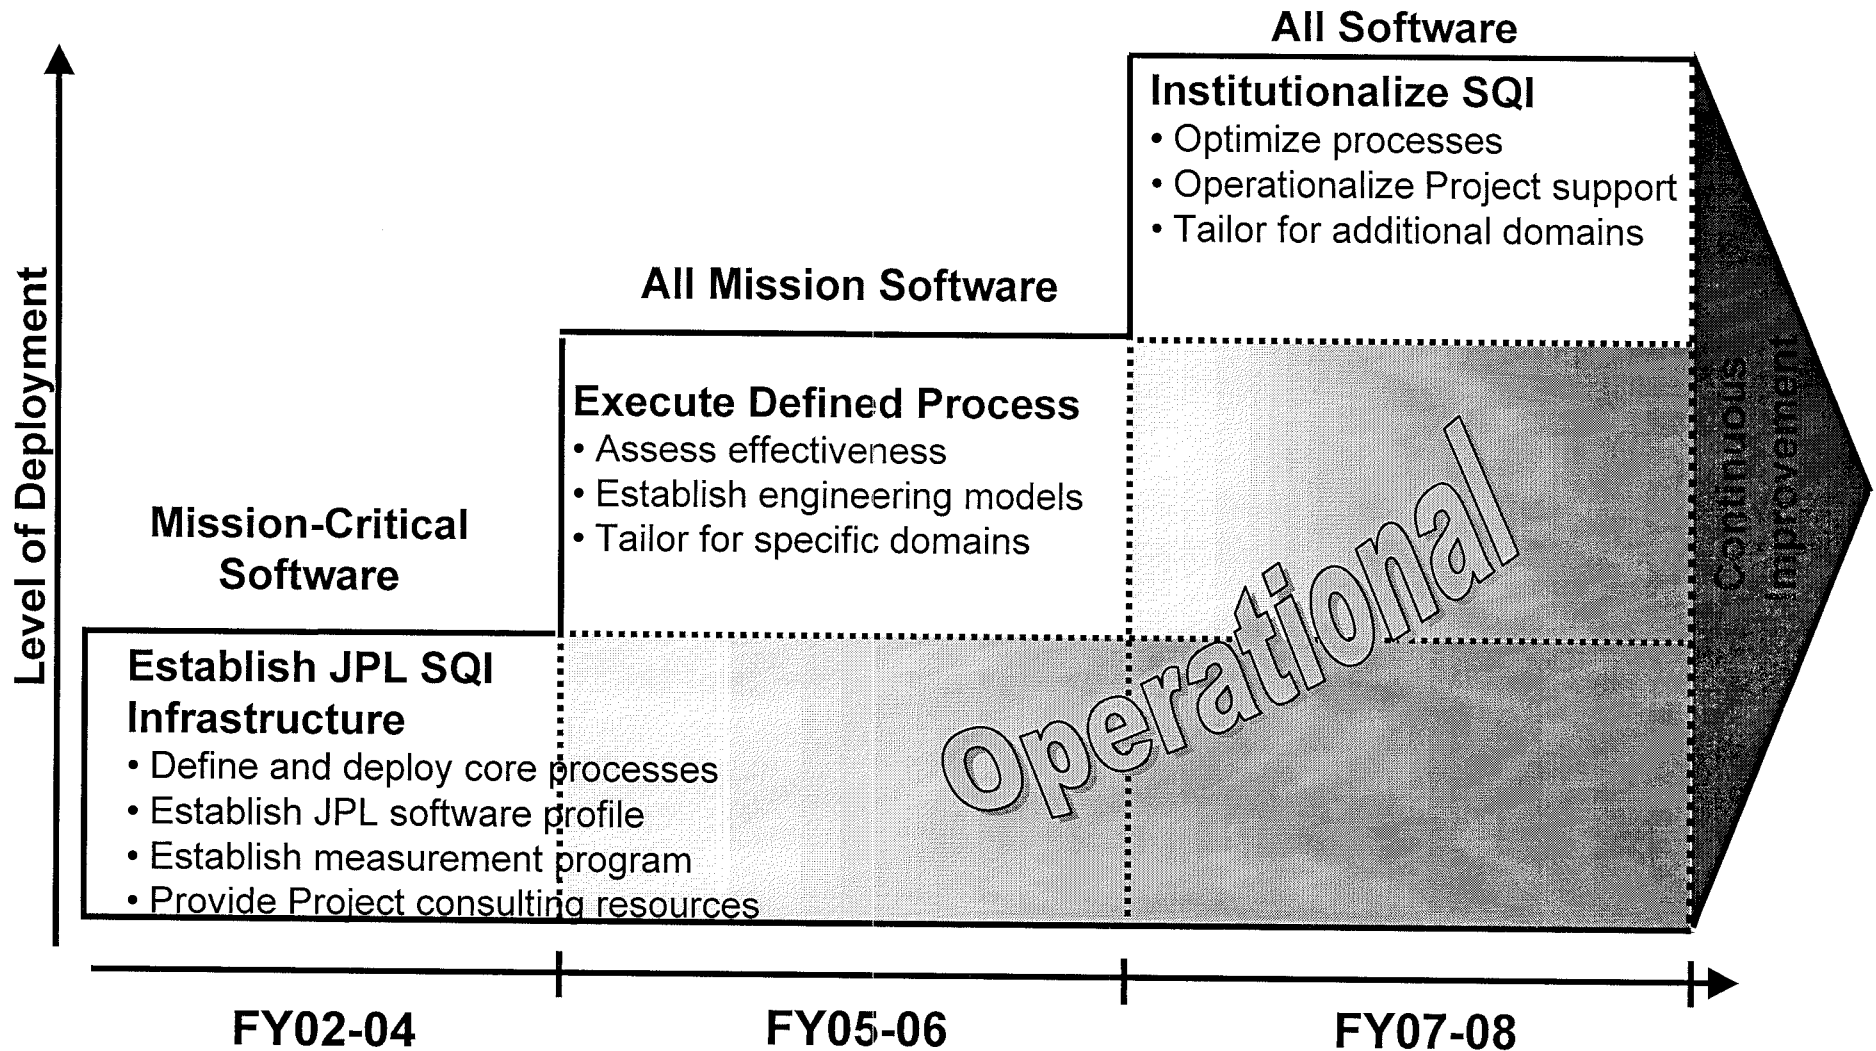 All Software
Institutionalize SQI
• Optimize processes
• Operationalize Project support
• Tailor for additional domains
All Mission Software
Execute Defined Process
• Assess effectiveness
• Establish engineering models
• Tailor for specific domains
Mission-Critical
Software
Establish JPL SQI
Infrastructure
• Define and deploy core processes
• Establish JPL software profile
• Establish measurement program
• Provide Project consulting resources
Operational
Continuous
Improvement
Level of Deployment
FY02-04
FY05-06
FY07-08